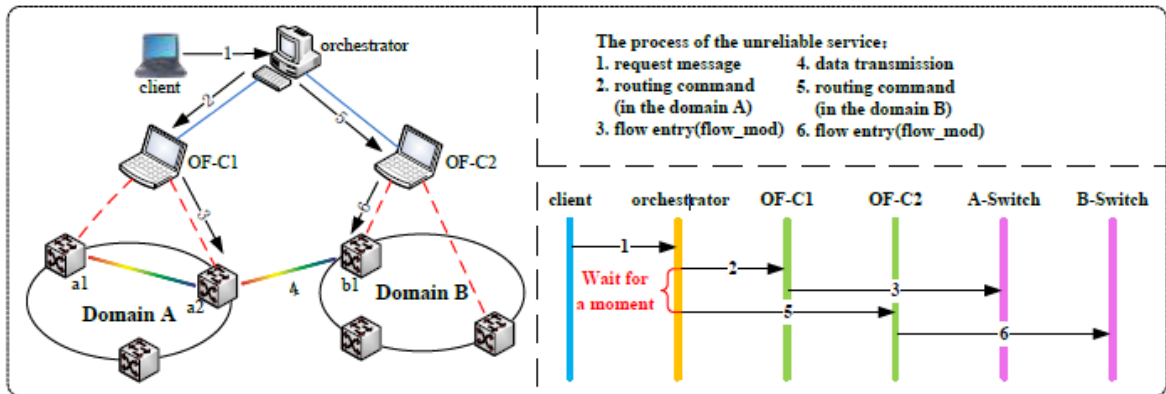 orchestrator
1
client
2
5
OF-C1
OF-C2
3
6
a1
4
b1
a2
Domain A
Domain B
The process of the unreliable service:
1. request message
2. routing command
(in the domain A)
3. flow entry(flow_mod)
4. data transmission
5. routing command
(in the domain B)
6. flow entry(flow_mod)
client orchestrator OF-C1 OF-C2 A-Switch B-Switch
1
2
Wait for
a moment
3
5
6